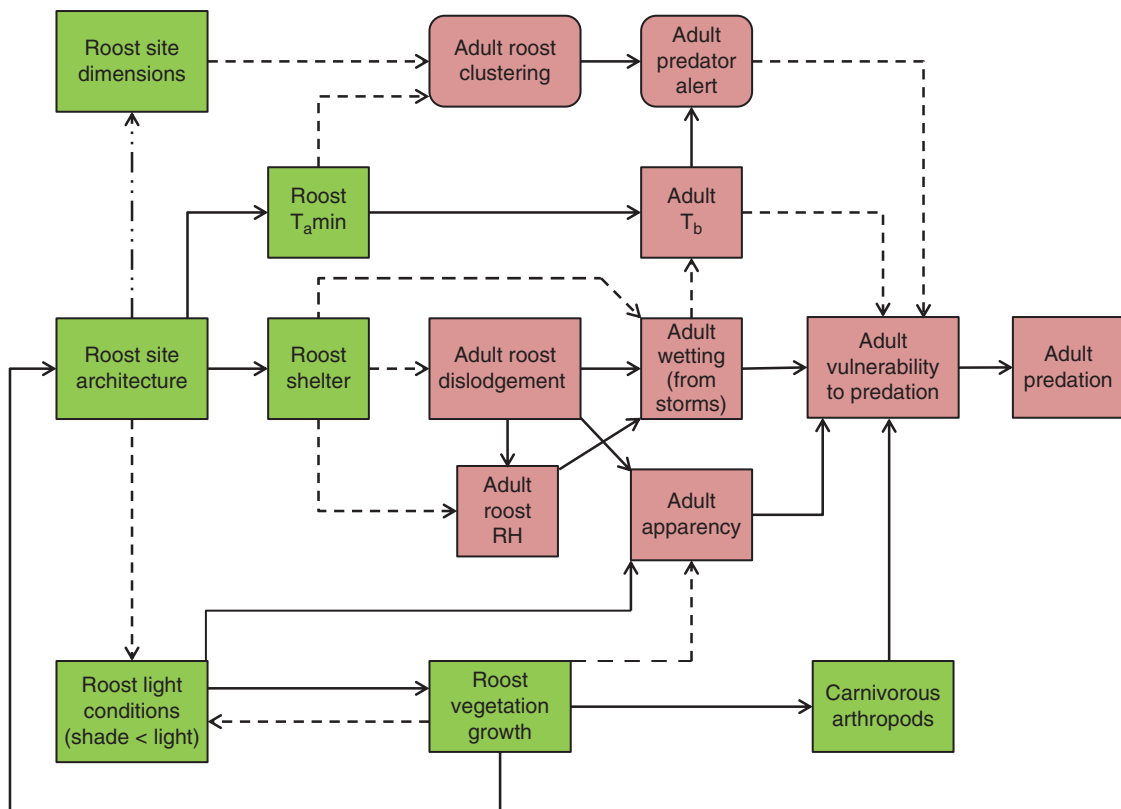 Roost site
dimensions
Adult roost
clustering
Adult
predator
alert
Roost
Tₐmin
Adult
T_b
Roost site
architecture
Roost
shelter
Adult roost
dislodgement
Adult
wetting
(from
storms)
Adult
vulnerability
to predation
Adult
predation
Adult
roost
RH
Adult
apparency
Roost light
conditions
(shade < light)
Roost
vegetation
growth
Carnivorous
arthropods